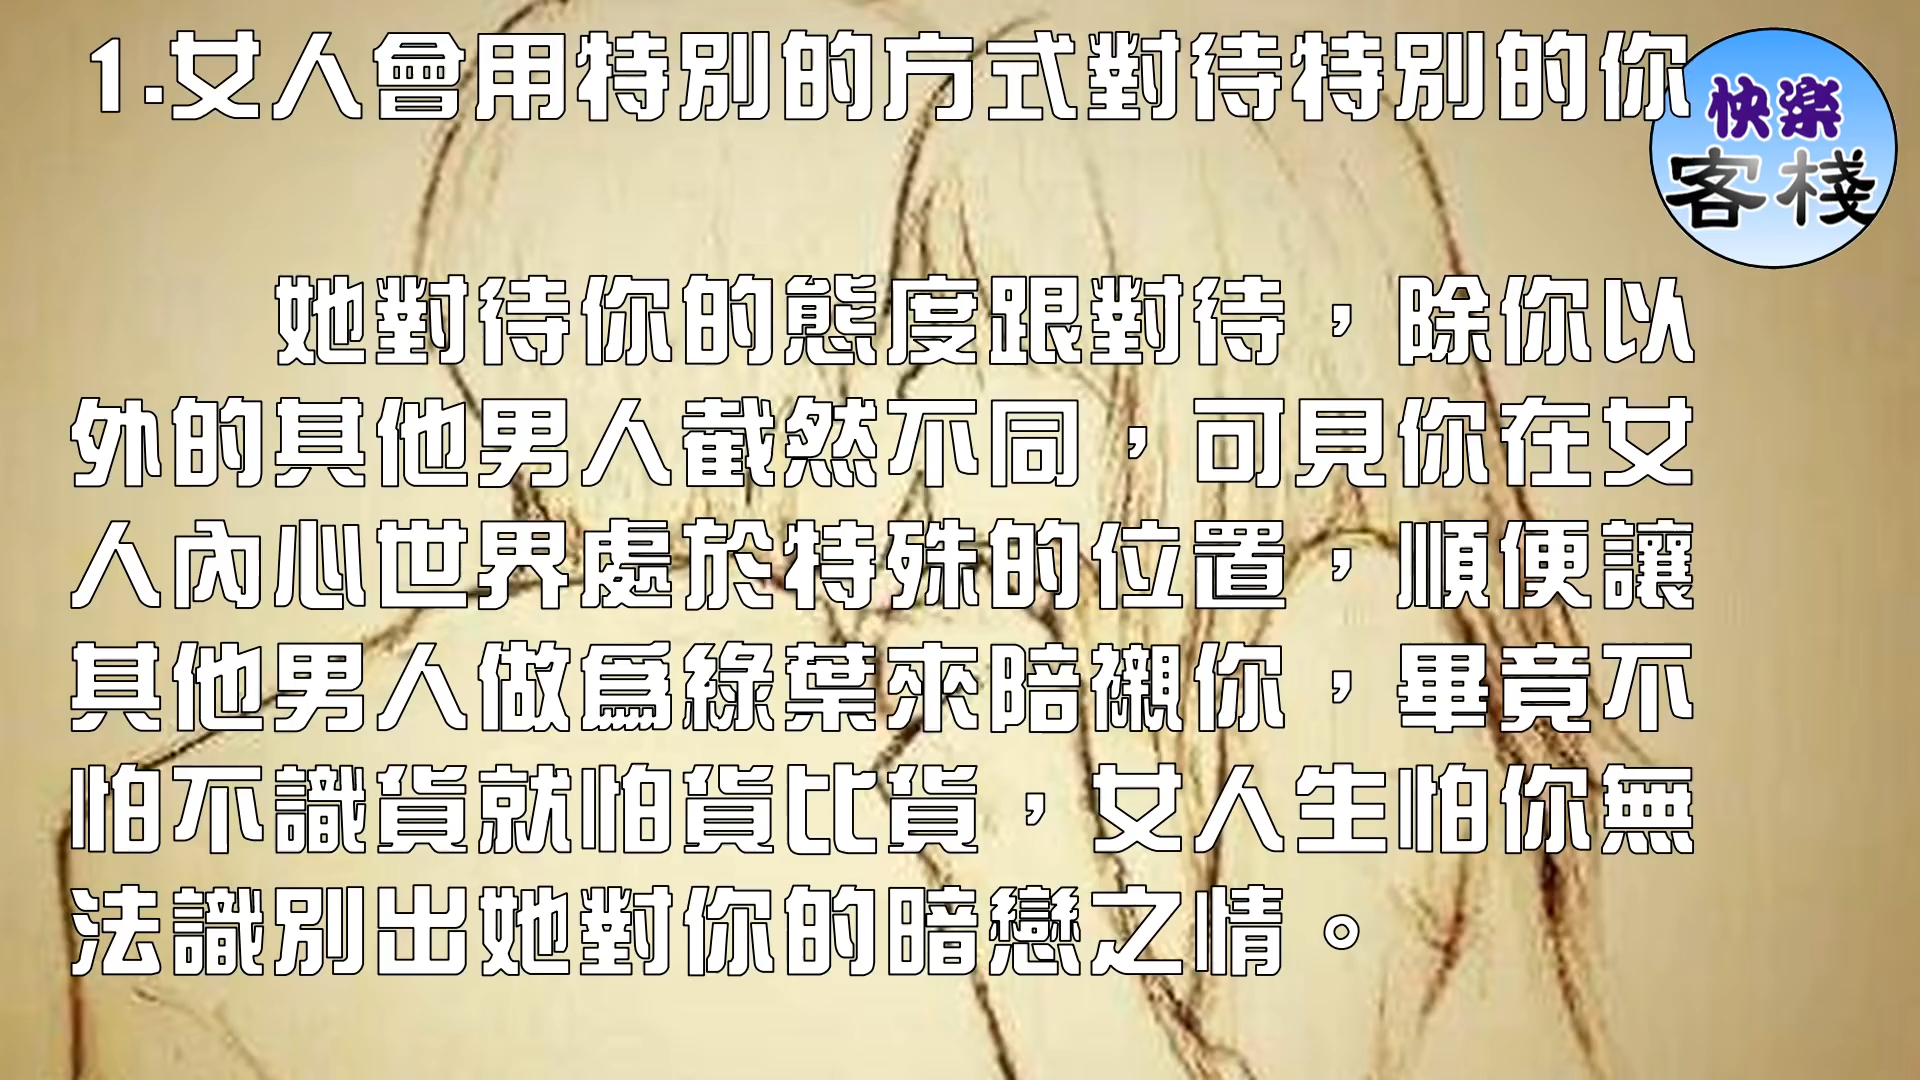 1.女人會用特別的方式對待特別的你
快樂
客棧
她對待你的態度跟對待，除你以
外的其他男人截然不同，可見你在女
人內心世界處於特殊的位置，順便讓
其他男人做為綠葉來陪襯你，畢竟不
怕不識貨就怕貨比貨，女人生怕你無
法識別出她對你的暗戀之情。